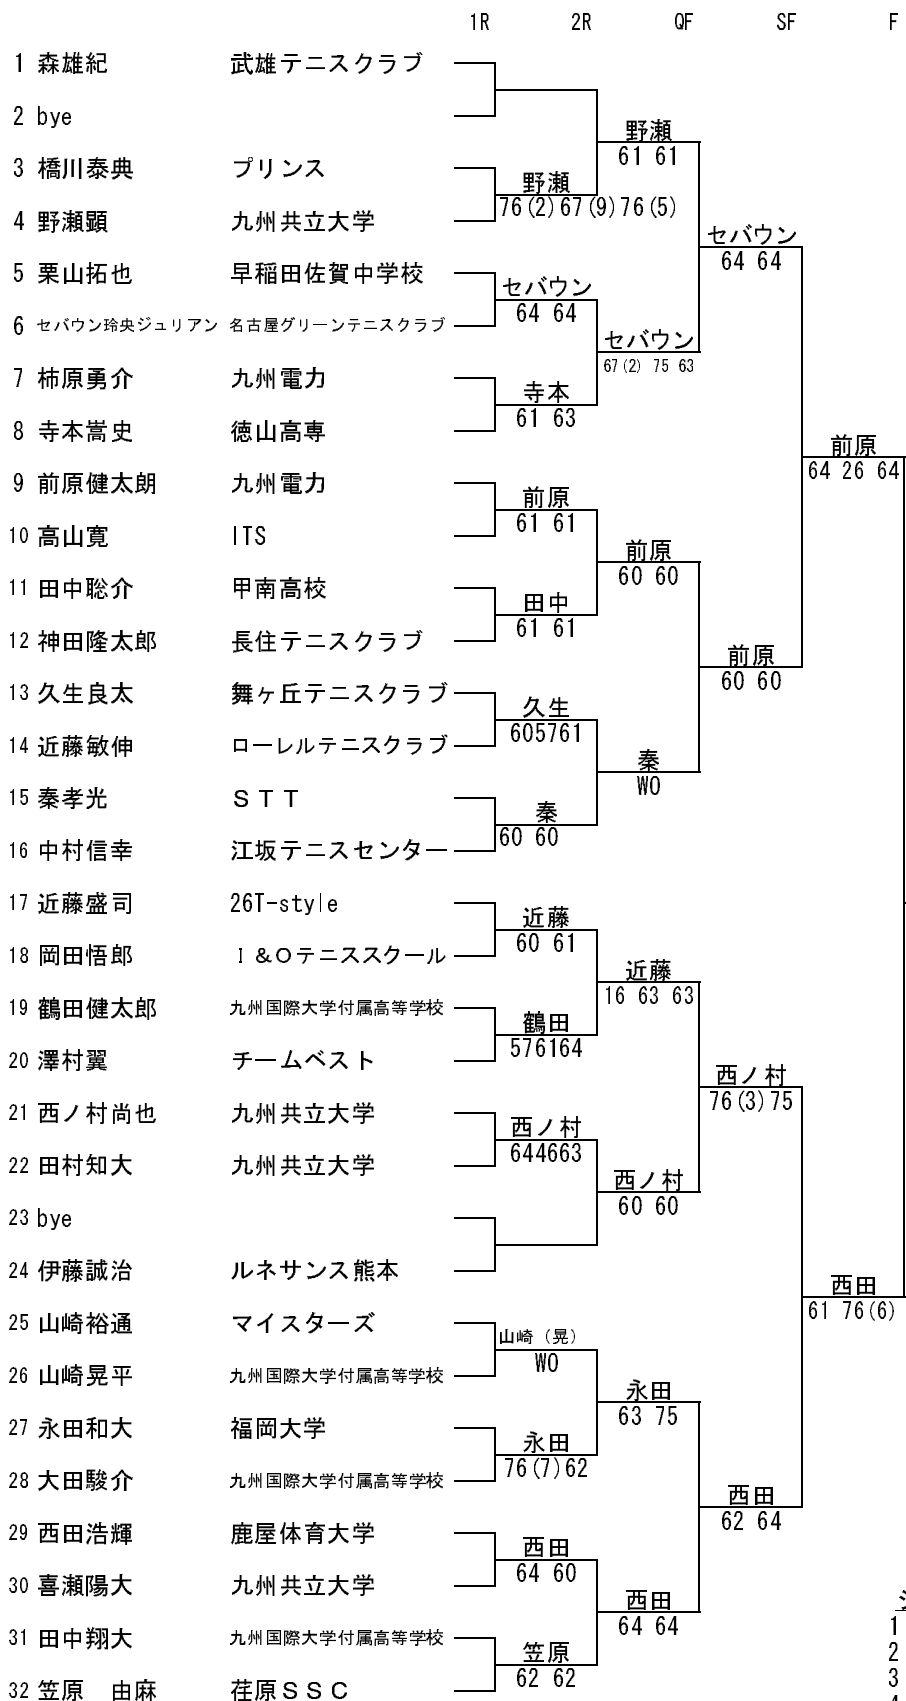 1R 2R QF SF F
1 森雄紀 武雄テニスクラブ
2 bye
野瀬
61 61
3 橋川泰典 プリンス
野瀬
76(2)67(9)76(5)
4 野瀬顕 九州共立大学
セバウン
64 64
5 栗山拓也 早稲田佐賀中学校
セバウン
64 64
6 セバウン玲央ジュリアン 名古屋グリーンテニスクラブ
セバウン
67(2) 75 63
7 柿原勇介 九州電力
寺本
61 63
8 寺本嵩史 徳山高専
前原
64 26 64
9 前原健太朗 九州電力
前原
61 61
10 高山寛 ITS
前原
60 60
11 田中聡介 甲南高校
田中
61 61
12 神田隆太郎 長住テニスクラブ
前原
60 60
13 久生良太 舞ヶ丘テニスクラブ
久生
605761
14 近藤敏伸 ローレルテニスクラブ
秦
WO
15 秦孝光 ＳＴＴ
秦
60 60
16 中村信幸 江坂テニスセンター
17 近藤盛司 26T-style
近藤
60 61
18 岡田悟郎 Ｉ＆Ｏテニススクール
近藤
16 63 63
19 鶴田健太郎 九州国際大学付属高等学校
鶴田
576164
20 澤村翼 チームベスト
西ノ村
76(3)75
21 西ノ村尚也 九州共立大学
西ノ村
644663
22 田村知大 九州共立大学
西ノ村
60 60
23 bye
24 伊藤誠治 ルネサンス熊本
西田
61 76(6)
25 山崎裕通 マイスターズ
山崎（晃）
WO
26 山崎晃平 九州国際大学付属高等学校
永田
63 75
27 永田和大 福岡大学
永田
76(7)62
28 大田駿介 九州国際大学付属高等学校
西田
62 64
29 西田浩輝 鹿屋体育大学
西田
64 60
30 喜瀬陽大 九州共立大学
西田
64 64
1
31 田中翔大 九州国際大学付属高等学校
2
笠原
62 62
3
32 笠原　由麻 荏原ＳＳＣ